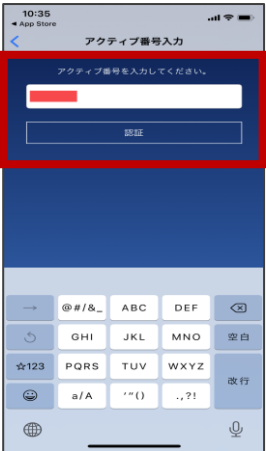 10:35
◀ App Store
アクティブ番号入力
アクティブ番号を入力してください。
認証
→ @#/&_ ABC DEF
GHI JKL MNO 空白
☆123 PQRS TUV WXYZ
改行
a/A '"() .,?!